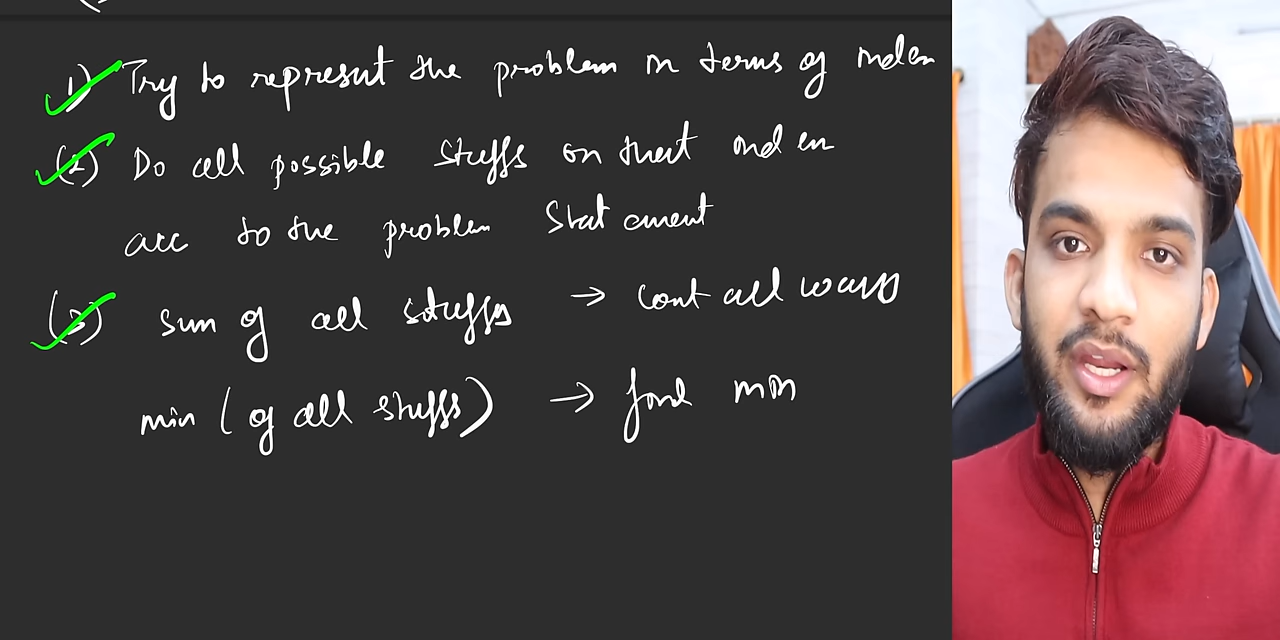 1) Try to represent the problem in terms of index
(2) Do all possible stuffs on that index
acc to the problem Statement
(3) sum of all stuffs → count all ways
min (of all stuffs) → find min